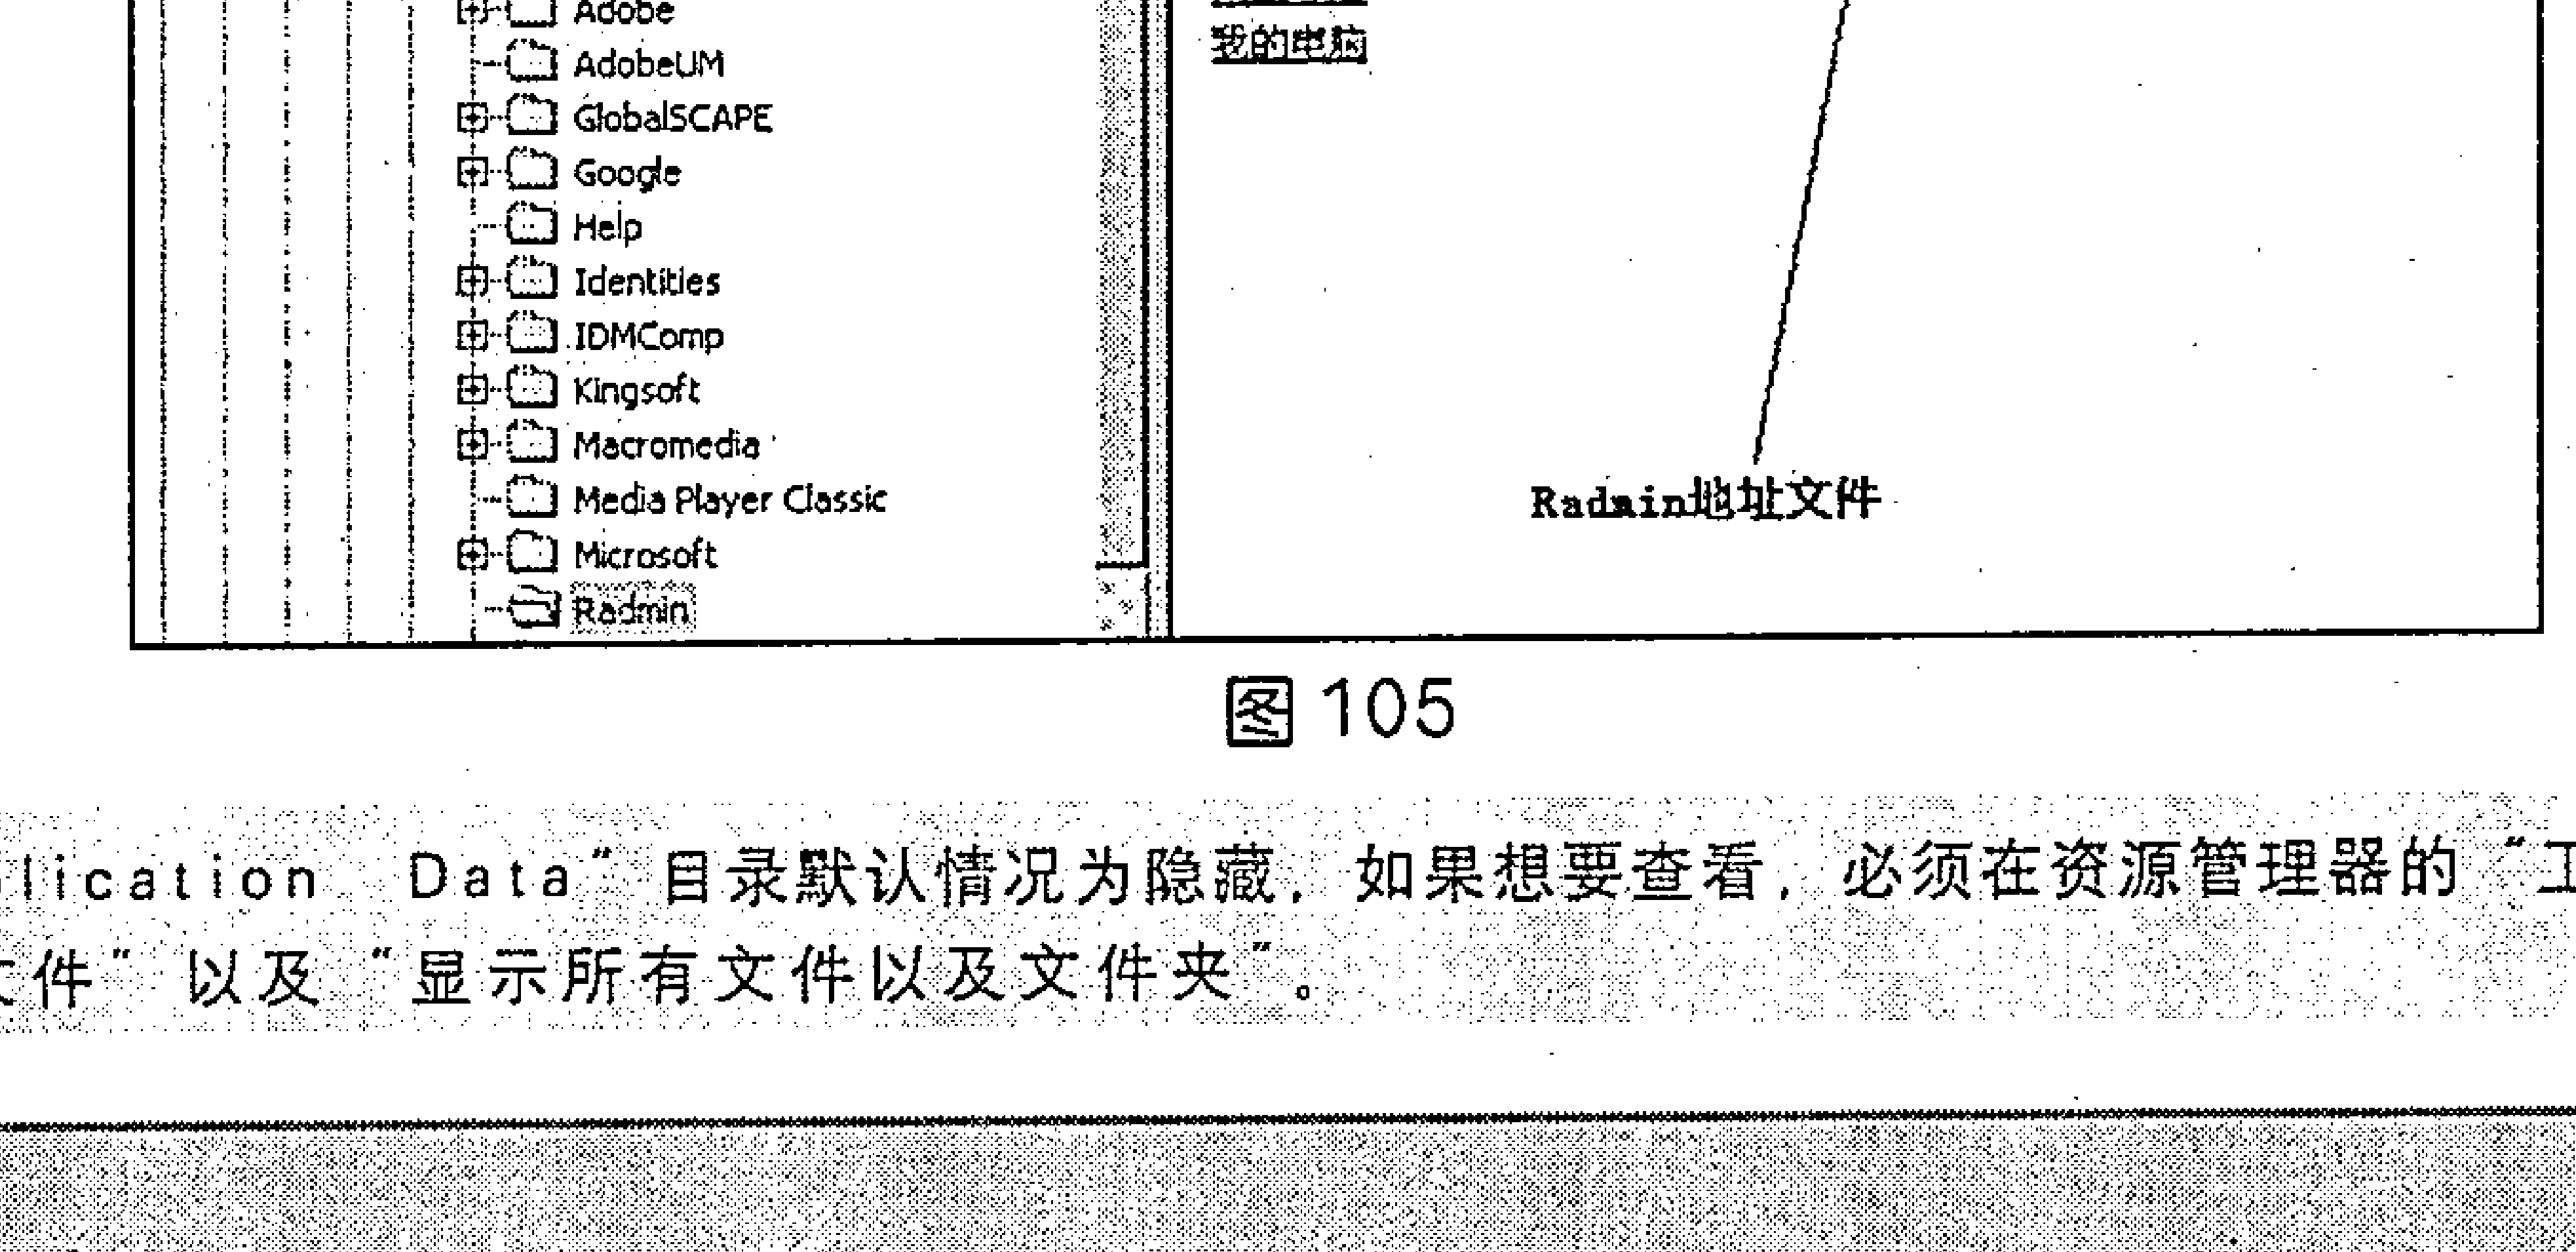 Adobe
AdobeUM
GlobalSCAPE
Google
Help
Identities
IDMComp
Kingsoft
Macromedia
Media Player Classic
Microsoft
Radmin
我的电脑
Radmin地址文件
图 105
lication Data” 目录默认情况为隐藏，如果想要查看，必须在资源管理器的 “工
文件” 以及 “显示所有文件以及文件夹”。